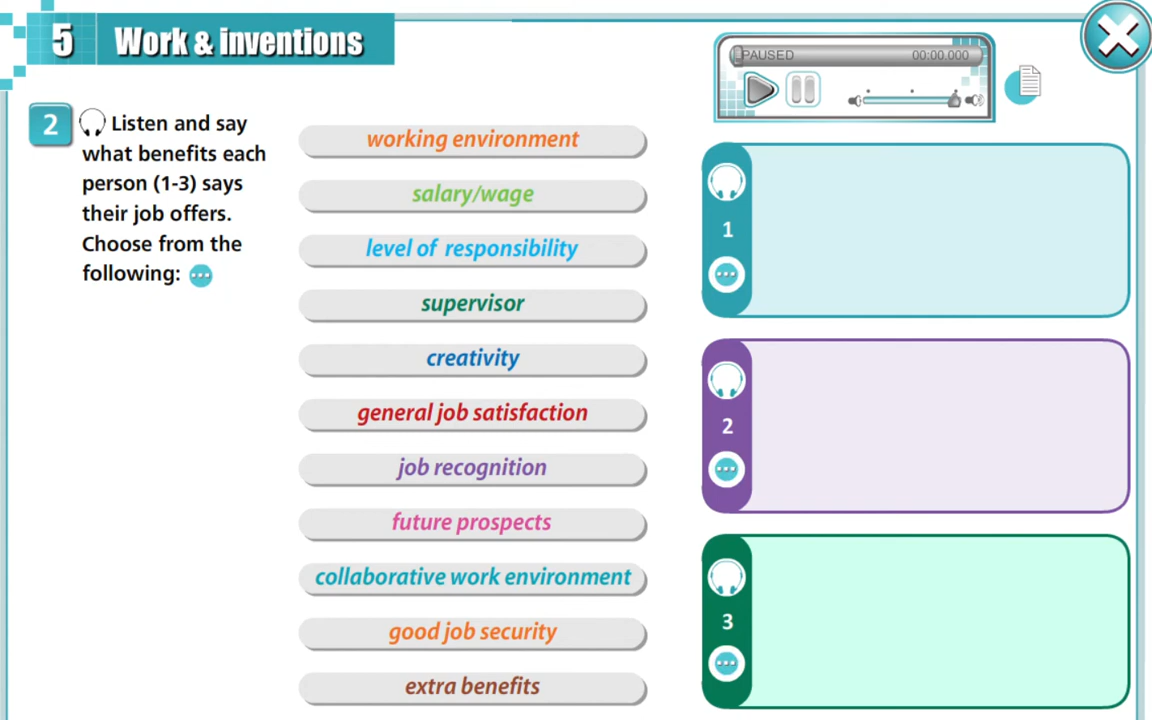 5 Work & inventions
PAUSED 00:00.000
2 Listen and say
what benefits each
person (1-3) says
their job offers.
Choose from the
following:
working environment
salary/wage
level of responsibility
supervisor
creativity
general job satisfaction
job recognition
future prospects
collaborative work environment
good job security
extra benefits
1
2
3